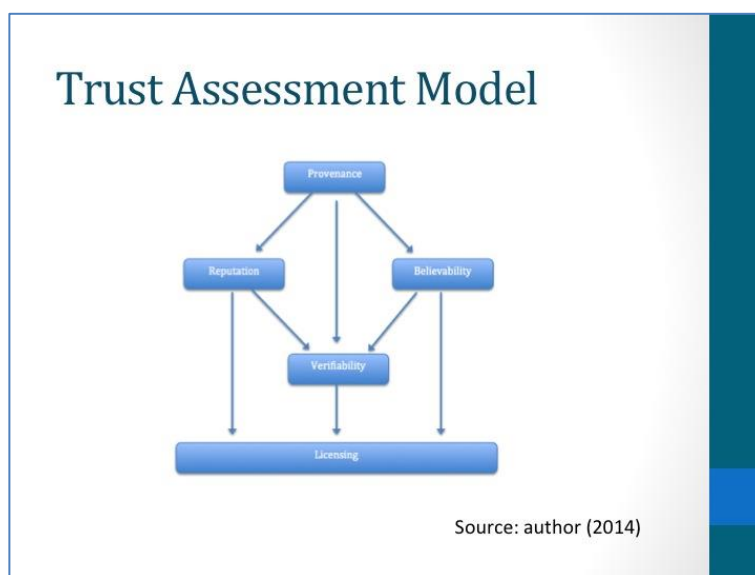 Trust Assessment Model
Provenance
Reputation
Believability
Verifiability
Licensing
Source: author (2014)